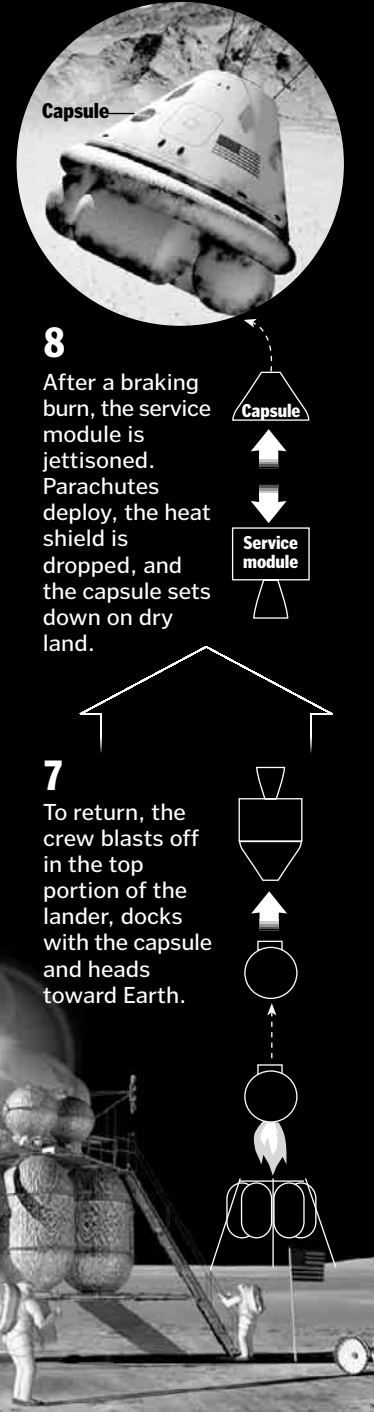 Capsule
8
After a braking
burn, the service
module is
jettisoned.
Parachutes
deploy, the heat
shield is
dropped, and
the capsule sets
down on dry
land.
Capsule
Service
module
7
To return, the
crew blasts off
in the top
portion of the
lander, docks
with the capsule
and heads
toward Earth.